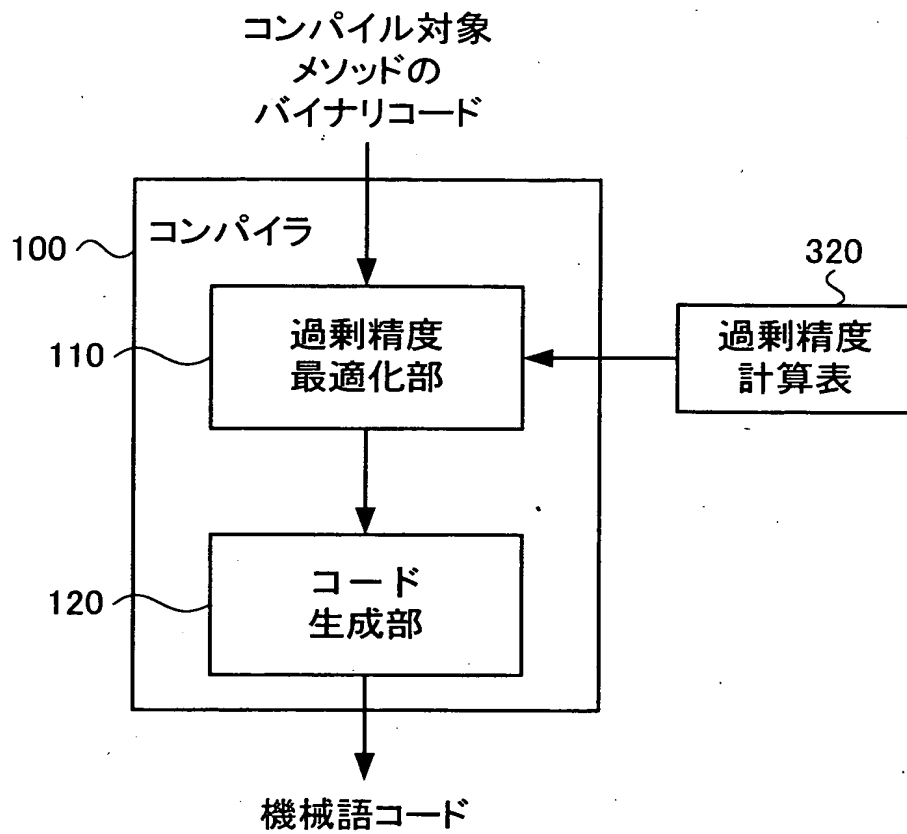 コンパイル対象
メソッドの
バイナリコード
100
コンパイラ
320
110
過剰精度
最適化部
過剰精度
計算表
120
コード
生成部
機械語コード